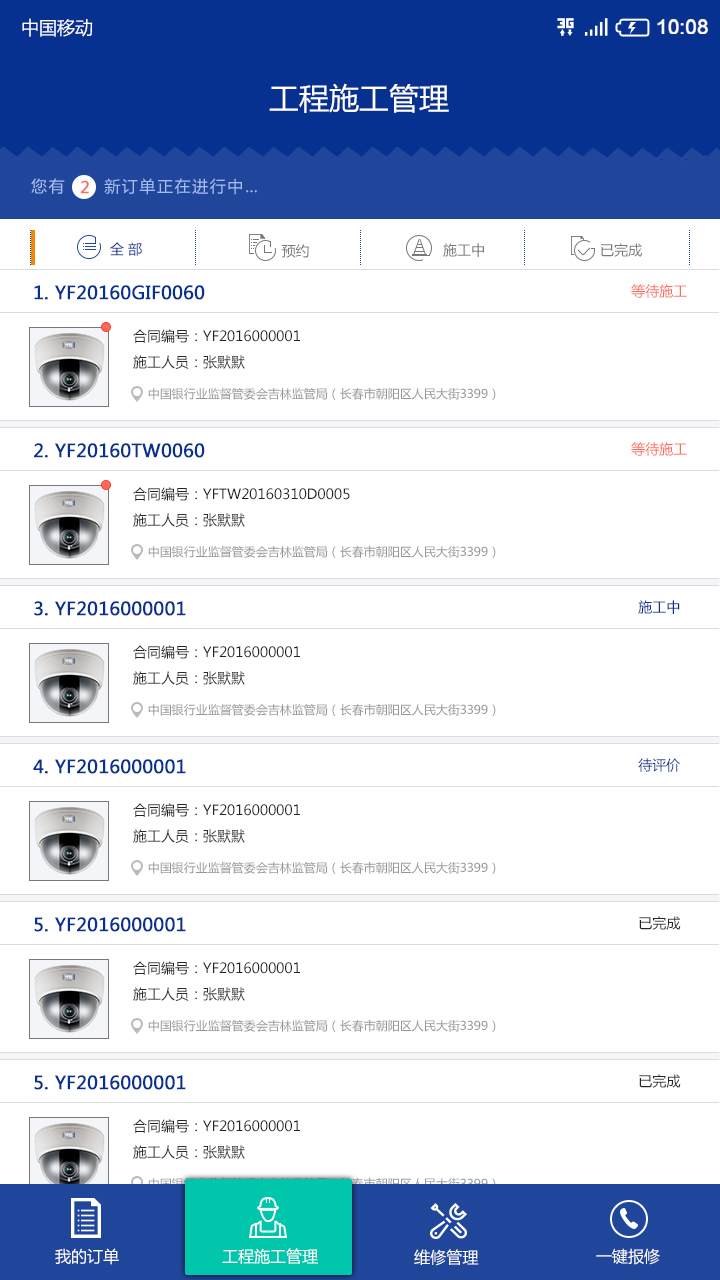 中国移动 3G 10:08
工程施工管理
您有 2 新订单正在进行中...
全部 预约 施工中 已完成
1. YF20160GIF0060 等待施工
合同编号：YF2016000001
施工人员：张默默
中国银行业监督管委会吉林监管局（长春市朝阳区人民大街3399）
2. YF20160TW0060 等待施工
合同编号：YFTW20160310D0005
施工人员：张默默
中国银行业监督管委会吉林监管局（长春市朝阳区人民大街3399）
3. YF2016000001 施工中
合同编号：YF2016000001
施工人员：张默默
中国银行业监督管委会吉林监管局（长春市朝阳区人民大街3399）
4. YF2016000001 待评价
合同编号：YF2016000001
施工人员：张默默
中国银行业监督管委会吉林监管局（长春市朝阳区人民大街3399）
5. YF2016000001 已完成
合同编号：YF2016000001
施工人员：张默默
中国银行业监督管委会吉林监管局（长春市朝阳区人民大街3399）
5. YF2016000001 已完成
合同编号：YF2016000001
施工人员：张默默
我的订单 工程施工管理 维修管理 一键报修